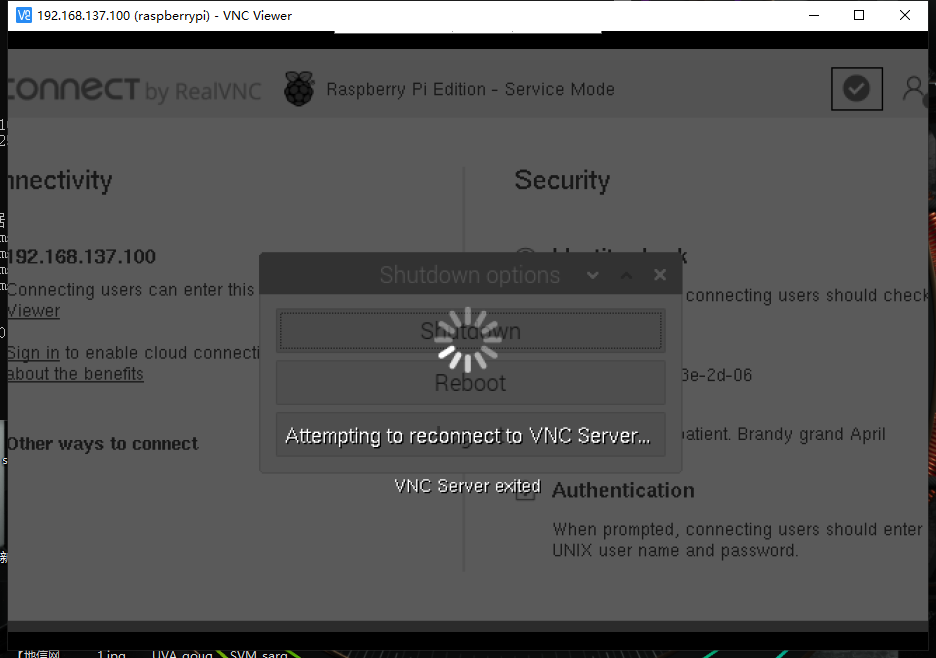 192.168.137.100 (raspberrypi) - VNC Viewer
connect by RealVNC
Raspberry Pi Edition - Service Mode
nnectivity
Security
192.168.137.100
Identity check
Connecting users can enter this
Viewer
connecting users should check
Sign in to enable cloud connecti
about the benefits
3e-2d-06
Other ways to connect
patient. Brandy grand April
Shutdown options
Shutdown
Reboot
Attempting to reconnect to VNC Server...
VNC Server exited
Authentication
When prompted, connecting users should enter
UNIX user name and password.
1.jpg